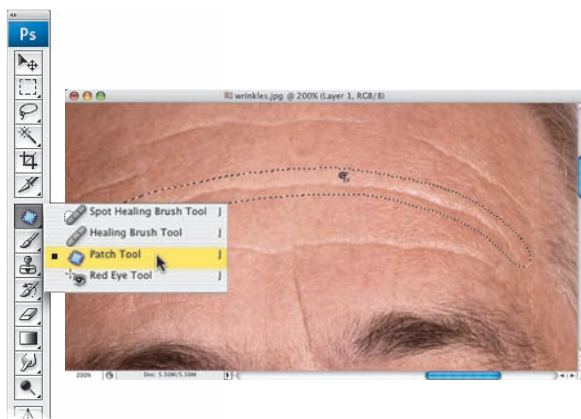 Ps
wrinkles.jpg @ 200% (Layer 1, RGB/8)
Spot Healing Brush Tool J
Healing Brush Tool J
Patch Tool J
Red Eye Tool J
200% Doc: 5.50M/5.50M